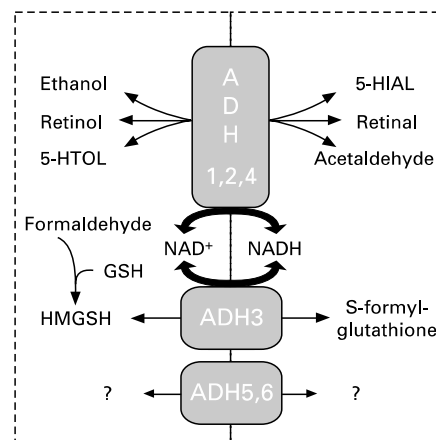 Ethanol
Retinol
5-HTOL
A
D
H
1,2,4
5-HIAL
Retinal
Acetaldehyde
Formaldehyde
GSH
HMGSH
NAD⁺
NADH
ADH3
S-formyl-
glutathione
?
ADH5,6
?